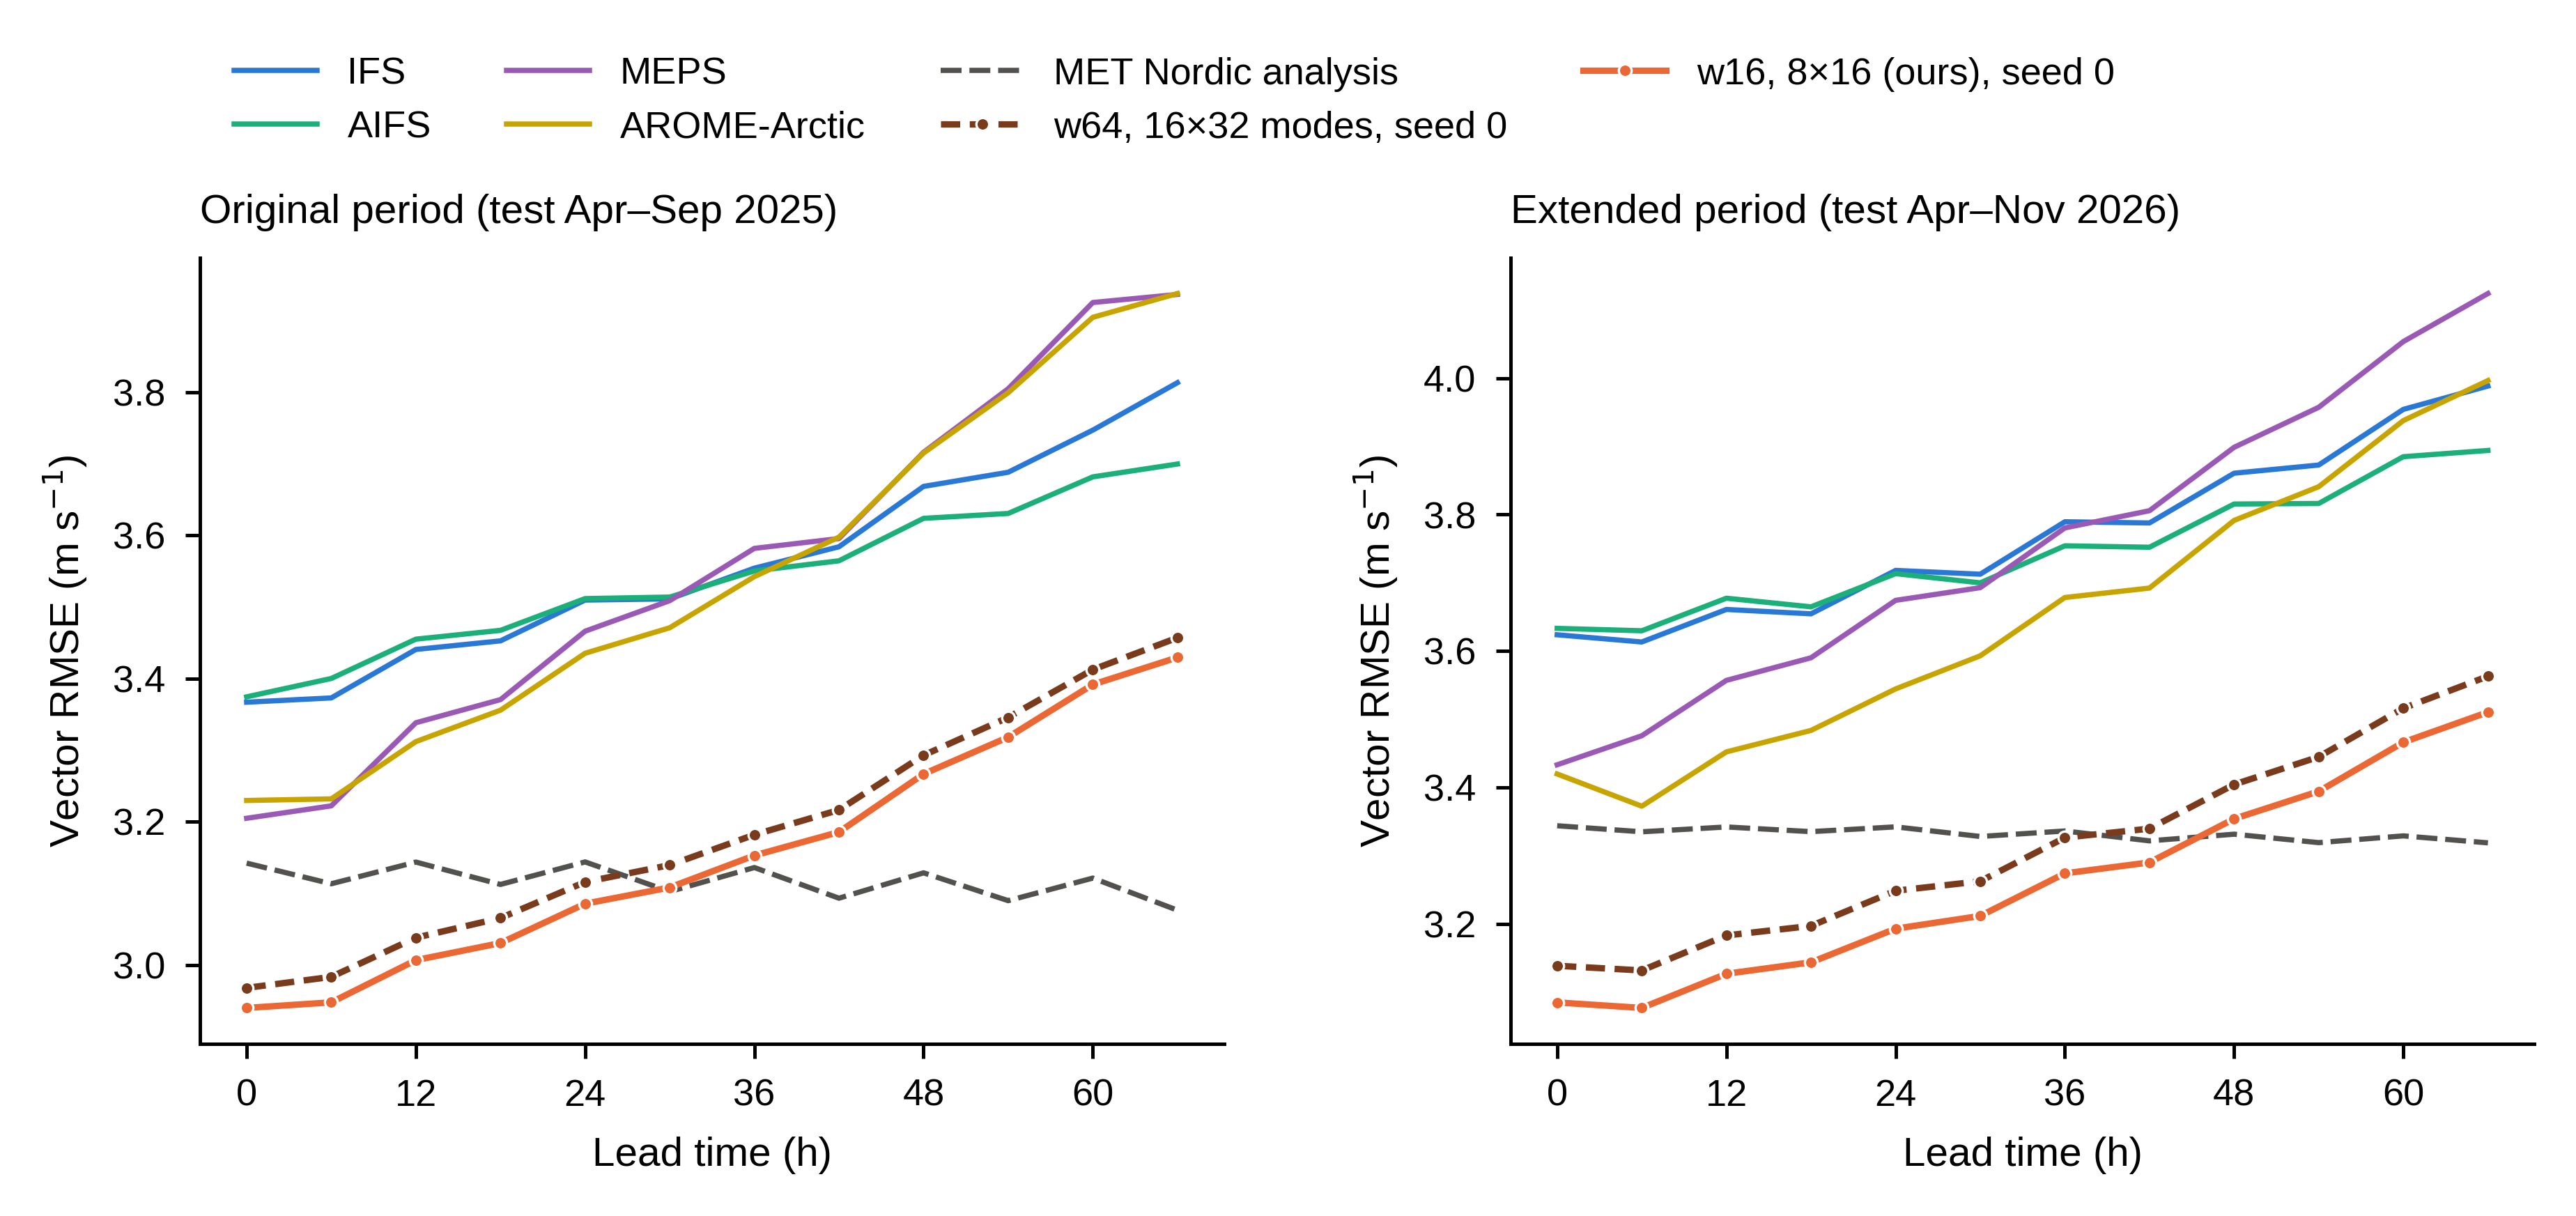 IFS
AIFS
MEPS
AROME-Arctic
MET Nordic analysis
w64, 16×32 modes, seed 0
w16, 8×16 (ours), seed 0
Original period (test Apr–Sep 2025)
Vector RMSE (m s⁻¹)
3.8
3.6
3.4
3.2
3.0
0 12 24 36 48 60
Lead time (h)
Extended period (test Apr–Nov 2026)
Vector RMSE (m s⁻¹)
4.0
3.8
3.6
3.4
3.2
0 12 24 36 48 60
Lead time (h)